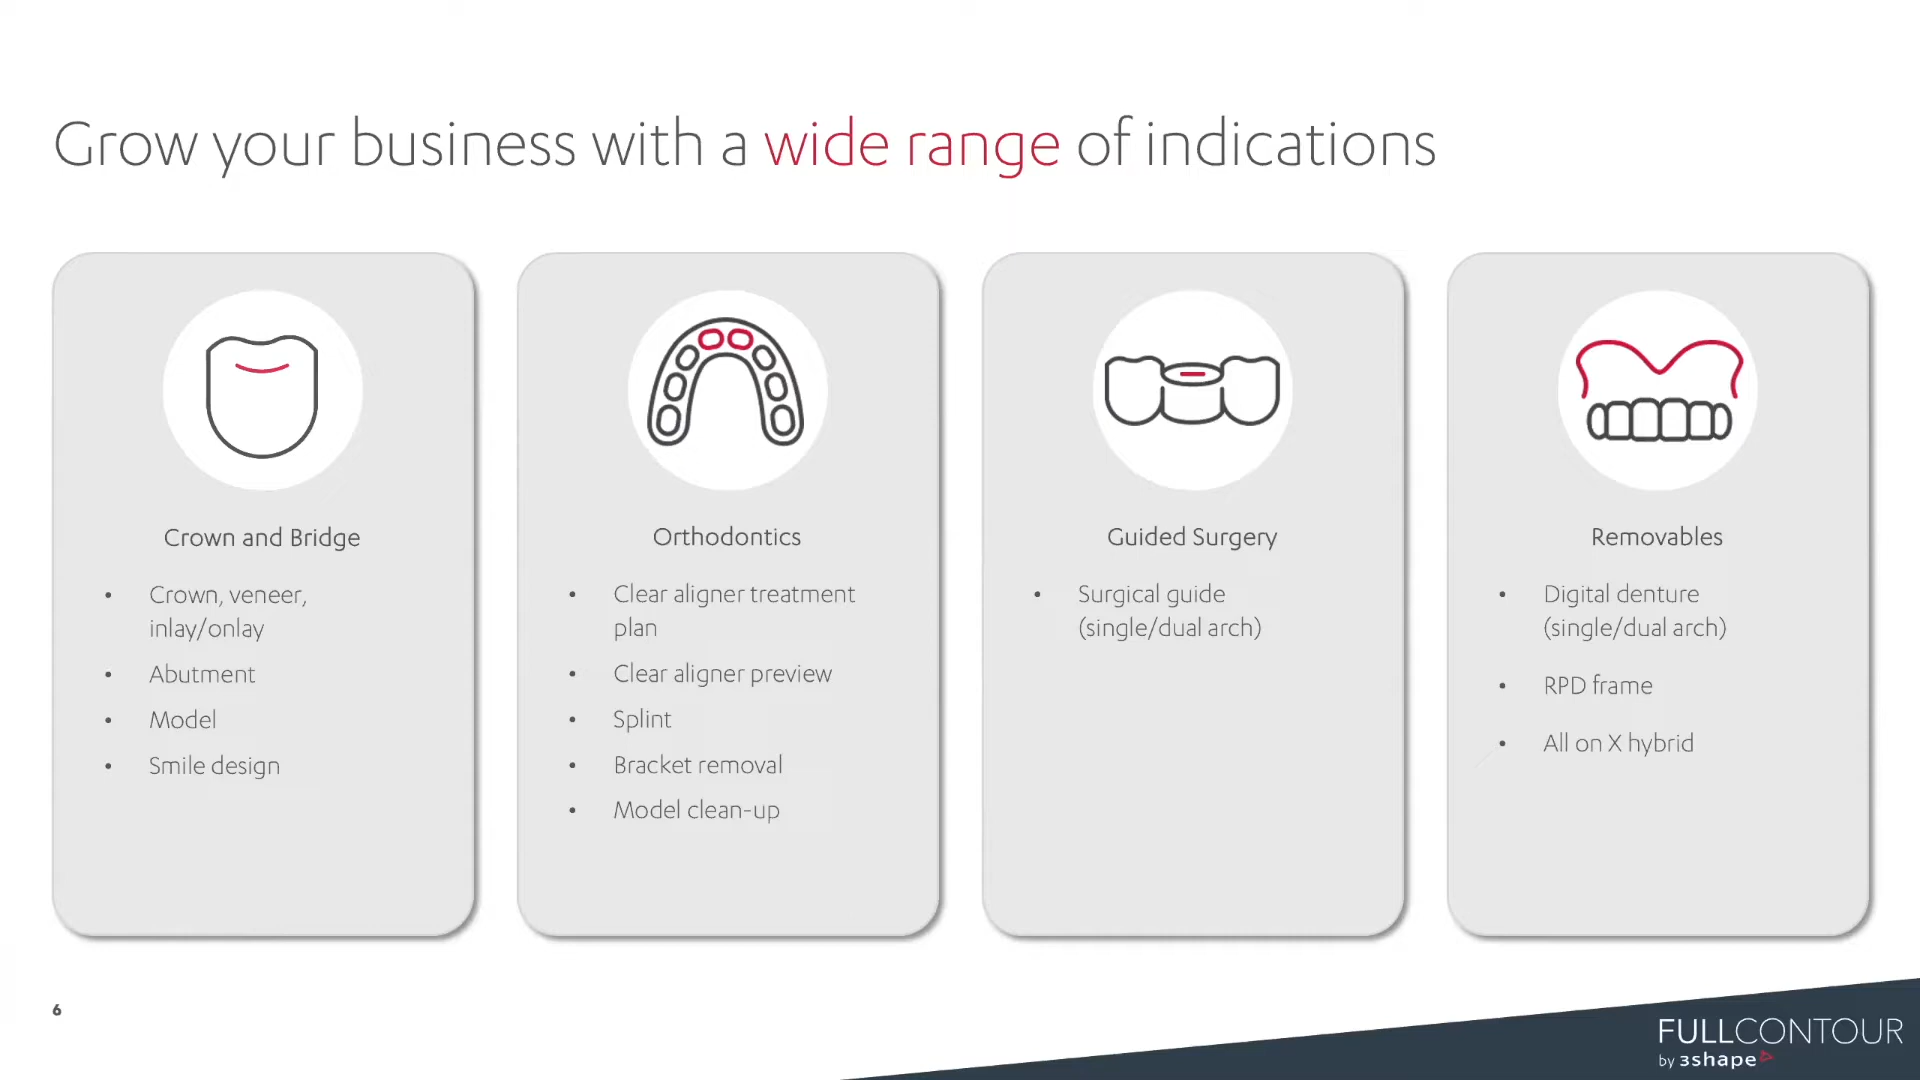 Grow your business with a wide range of indications
Crown and Bridge
• Crown, veneer,
inlay/onlay
• Abutment
• Model
• Smile design
Orthodontics
• Clear aligner treatment
plan
• Clear aligner preview
• Splint
• Bracket removal
• Model clean-up
Guided Surgery
• Surgical guide
(single/dual arch)
Removables
• Digital denture
(single/dual arch)
• RPD frame
• All on X hybrid
6
FULLCONTOUR
by 3shape